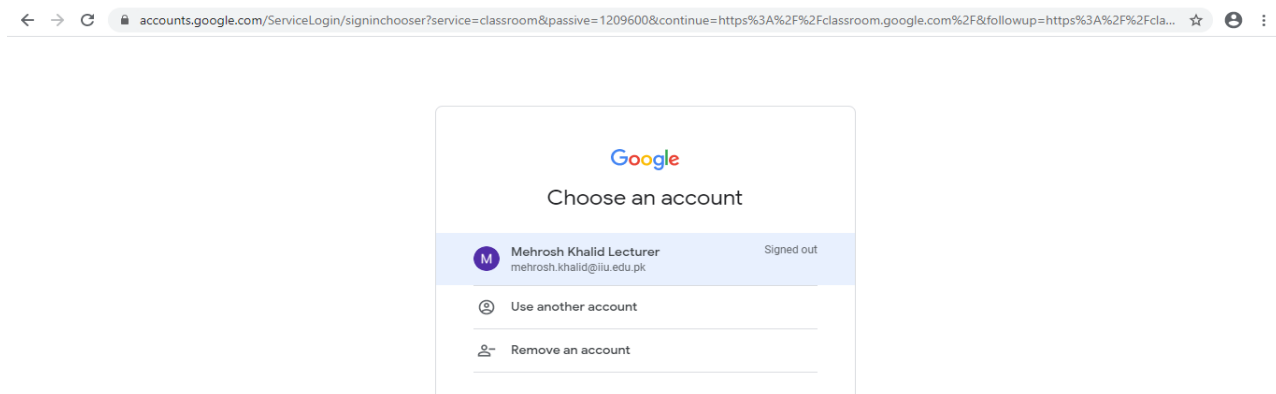 accounts.google.com/ServiceLogin/signinchooser?service=classroom&passive=1209600&continue=https%3A%2F%2Fclassroom.google.com%2F&followup=https%3A%2F%2Fcla...
Google
Choose an account
M
Mehrosh Khalid Lecturer
Signed out
mehrosh.khalid@iiu.edu.pk
Use another account
Remove an account